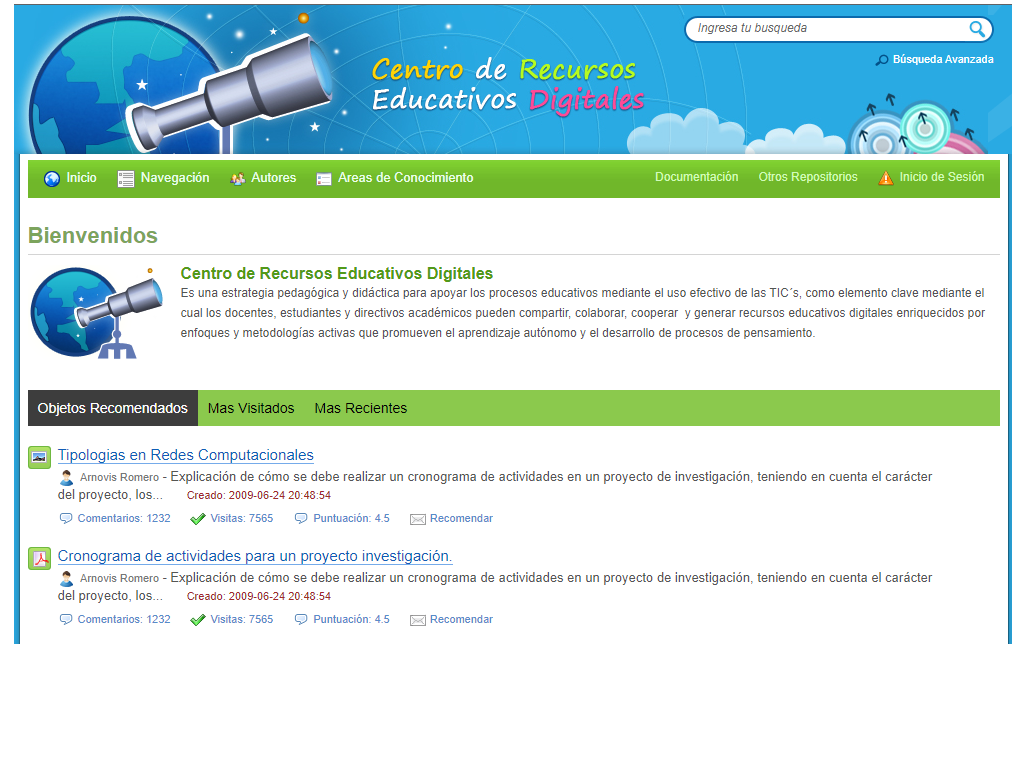 Ingresa tu busqueda
Búsqueda Avanzada
Centro de Recursos
Educativos Digitales
Inicio Navegación Autores Areas de Conocimiento Documentación Otros Repositorios Inicio de Sesión
Bienvenidos
Centro de Recursos Educativos Digitales
Es una estrategia pedagógica y didáctica para apoyar los procesos educativos mediante el uso efectivo de las TIC´s, como elemento clave mediante el
cual los docentes, estudiantes y directivos académicos pueden compartir, colaborar, cooperar y generar recursos educativos digitales enriquecidos por
enfoques y metodologías activas que promueven el aprendizaje autónomo y el desarrollo de procesos de pensamiento.
Objetos Recomendados Mas Visitados Mas Recientes
Tipologias en Redes Computacionales
Arnovis Romero - Explicación de cómo se debe realizar un cronograma de actividades en un proyecto de investigación, teniendo en cuenta el carácter
del proyecto, los... Creado: 2009-06-24 20:48:54
Comentarios: 1232 Visitas: 7565 Puntuación: 4.5 Recomendar
Cronograma de actividades para un proyecto investigación.
Arnovis Romero - Explicación de cómo se debe realizar un cronograma de actividades en un proyecto de investigación, teniendo en cuenta el carácter
del proyecto, los... Creado: 2009-06-24 20:48:54
Comentarios: 1232 Visitas: 7565 Puntuación: 4.5 Recomendar